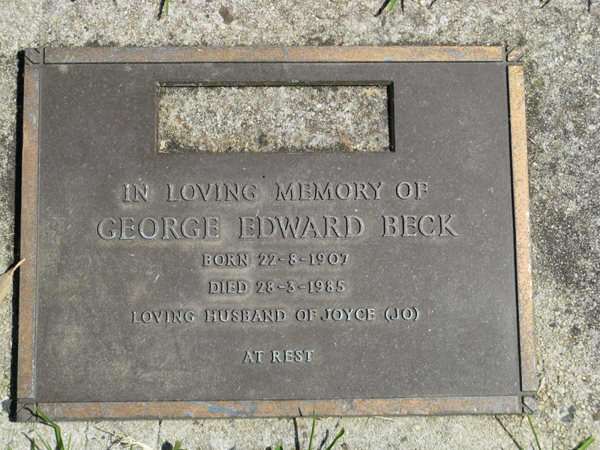 IN LOVING MEMORY OF
GEORGE EDWARD BECK
BORN 22-8-1907
DIED 28-3-1985
LOVING HUSBAND OF JOYCE (JO)
AT REST